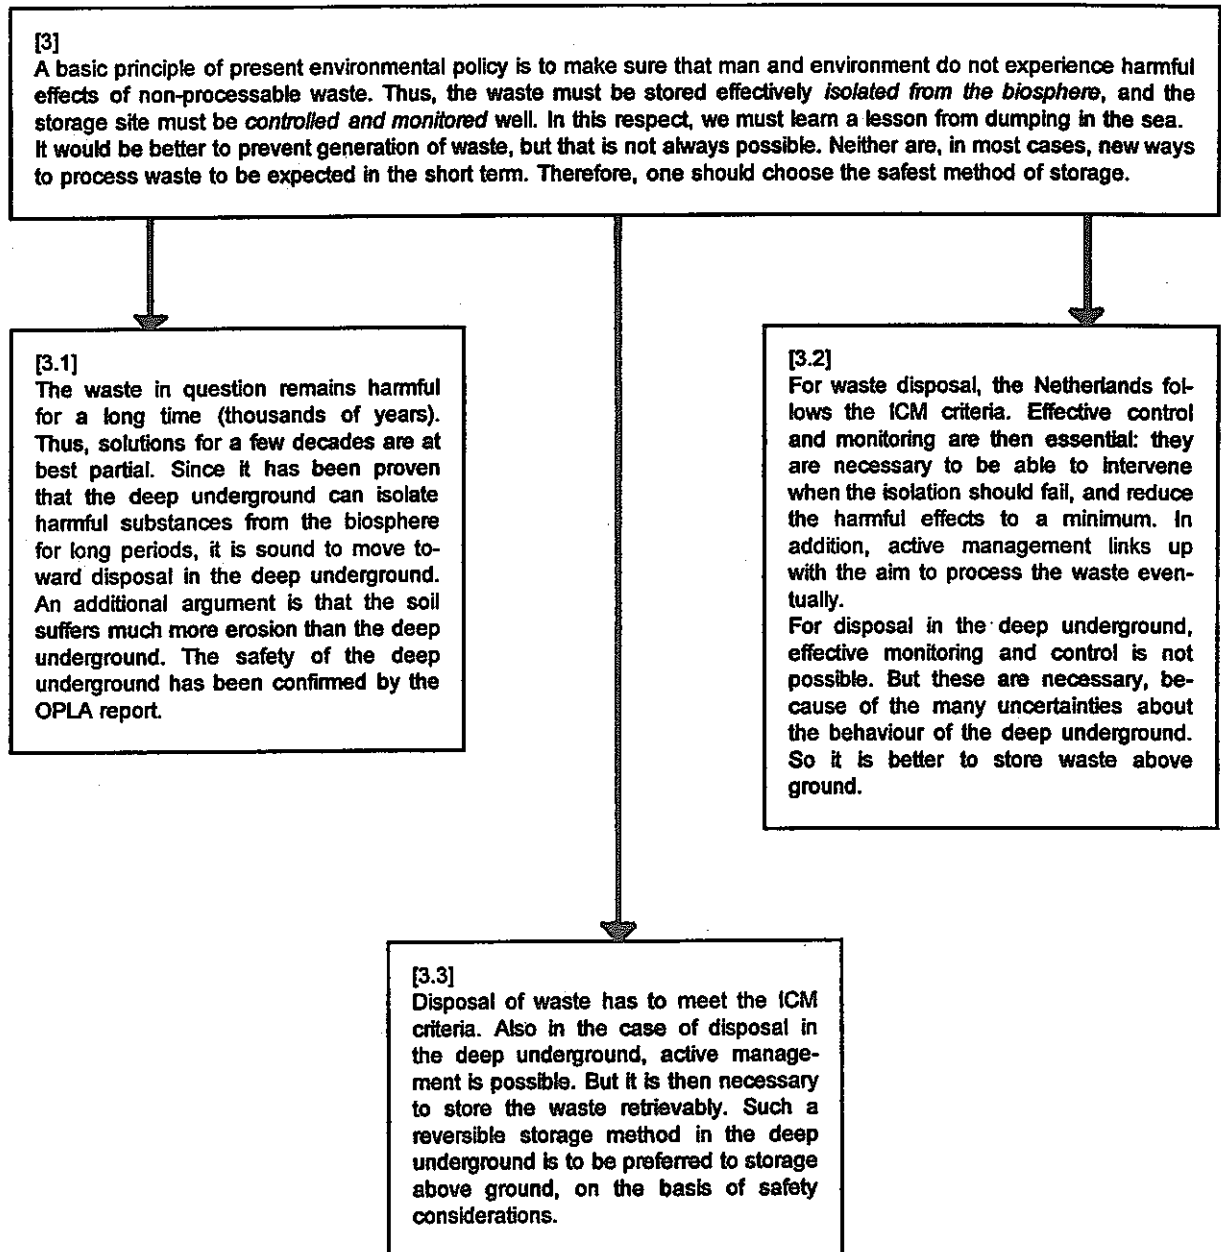 [3]
A basic principle of present environmental policy is to make sure that man and environment do not experience harmful
effects of non-processable waste. Thus, the waste must be stored effectively isolated from the biosphere, and the
storage site must be controlled and monitored well. In this respect, we must learn a lesson from dumping in the sea.
It would be better to prevent generation of waste, but that is not always possible. Neither are, in most cases, new ways
to process waste to be expected in the short term. Therefore, one should choose the safest method of storage.
[3.1]
The waste in question remains harmful
for a long time (thousands of years).
Thus, solutions for a few decades are at
best partial. Since it has been proven
that the deep underground can isolate
harmful substances from the biosphere
for long periods, it is sound to move to-
ward disposal in the deep underground.
An additional argument is that the soil
suffers much more erosion than the deep
underground. The safety of the deep
underground has been confirmed by the
OPLA report.
[3.2]
For waste disposal, the Netherlands fol-
lows the ICM criteria. Effective control
and monitoring are then essential: they
are necessary to be able to intervene
when the isolation should fail, and reduce
the harmful effects to a minimum. In
addition, active management links up
with the aim to process the waste even-
tually.
For disposal in the deep underground,
effective monitoring and control is not
possible. But these are necessary, be-
cause of the many uncertainties about
the behaviour of the deep underground.
So it is better to store waste above
ground.
[3.3]
Disposal of waste has to meet the ICM
criteria. Also in the case of disposal in
the deep underground, active manage-
ment is possible. But it is then necessary
to store the waste retrievably. Such a
reversible storage method in the deep
underground is to be preferred to storage
above ground, on the basis of safety
considerations.